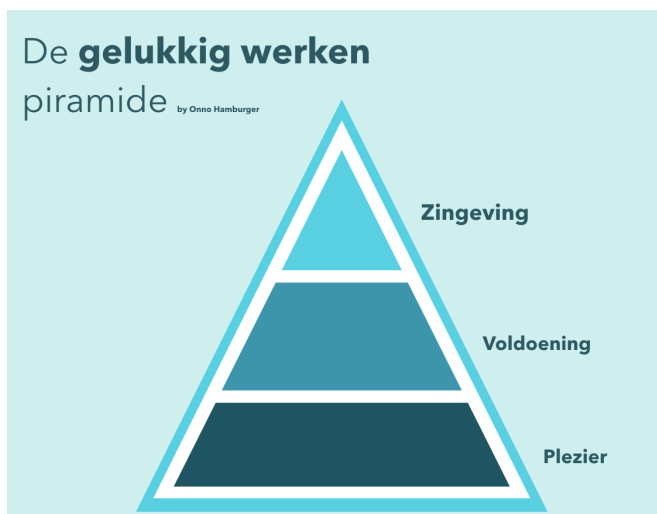 De gelukkig werken
piramide by Onno Hamburger
Zingeving
Voldoening
Plezier